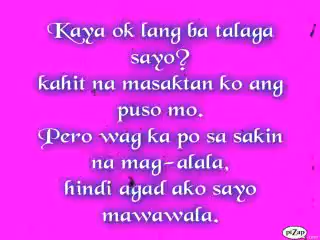 Kaya ok lang ba talaga
sayo?
kahit na masaktan ko ang
puso mo.
Pero wag ka po sa sakin
na mag-alala,
hindi agad ako sayo
mawawala.
piZap